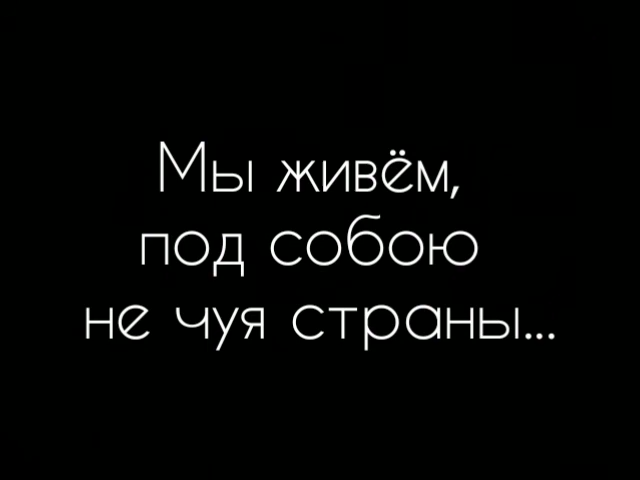 Мы живём,
под собою
не чуя страны...